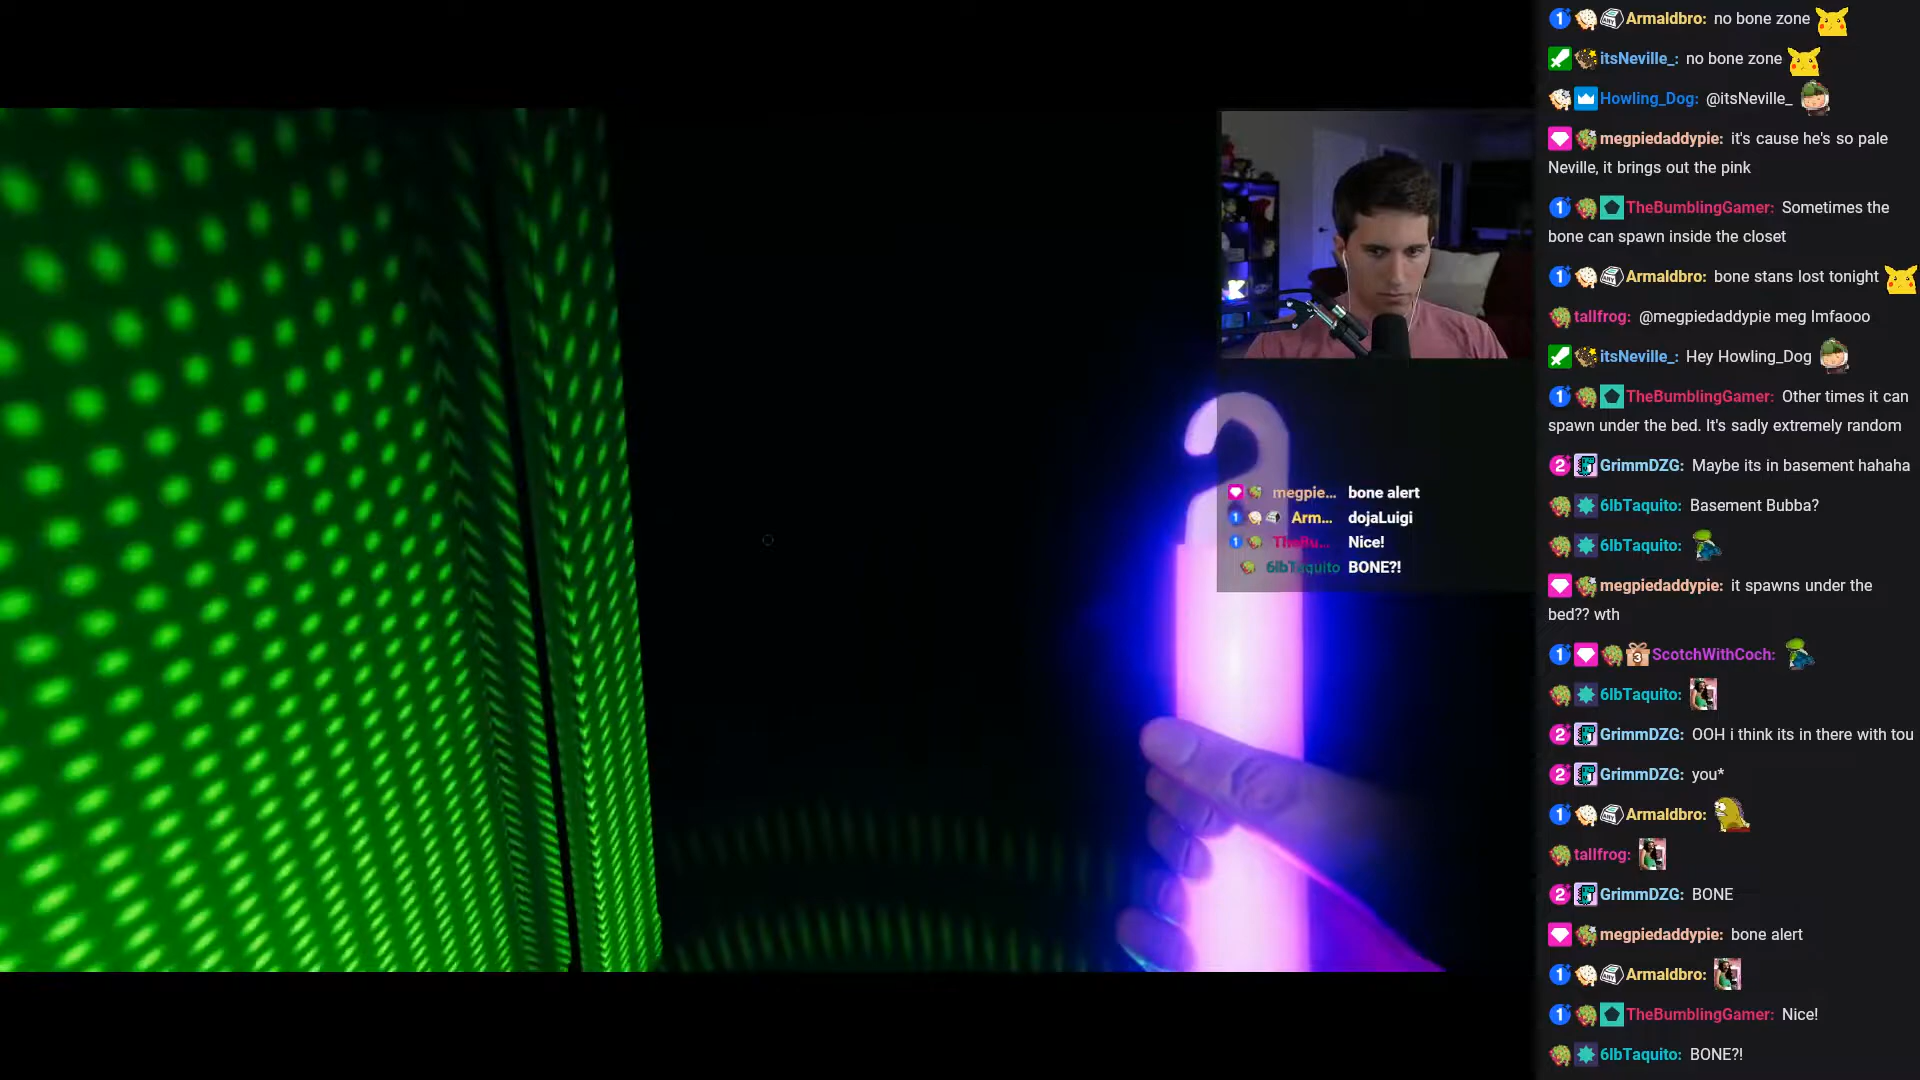 megpie... bone alert
Arm... dojaLuigi
TheBu... Nice!
6lbTaquito BONE?!
Armaldbro: no bone zone
itsNeville_: no bone zone
Howling_Dog: @itsNeville_
megpiedaddypie: it's cause he's so pale
Neville, it brings out the pink
TheBumblingGamer: Sometimes the
bone can spawn inside the closet
Armaldbro: bone stans lost tonight
tallfrog: @megpiedaddypie meg lmfaooo
itsNeville_: Hey Howling_Dog
TheBumblingGamer: Other times it can
spawn under the bed. It's sadly extremely random
GrimmDZG: Maybe its in basement hahaha
6lbTaquito: Basement Bubba?
6lbTaquito:
megpiedaddypie: it spawns under the
bed?? wth
ScotchWithCoch:
6lbTaquito:
GrimmDZG: OOH i think its in there with tou
GrimmDZG: you*
Armaldbro:
tallfrog:
GrimmDZG: BONE
megpiedaddypie: bone alert
Armaldbro:
TheBumblingGamer: Nice!
6lbTaquito: BONE?!